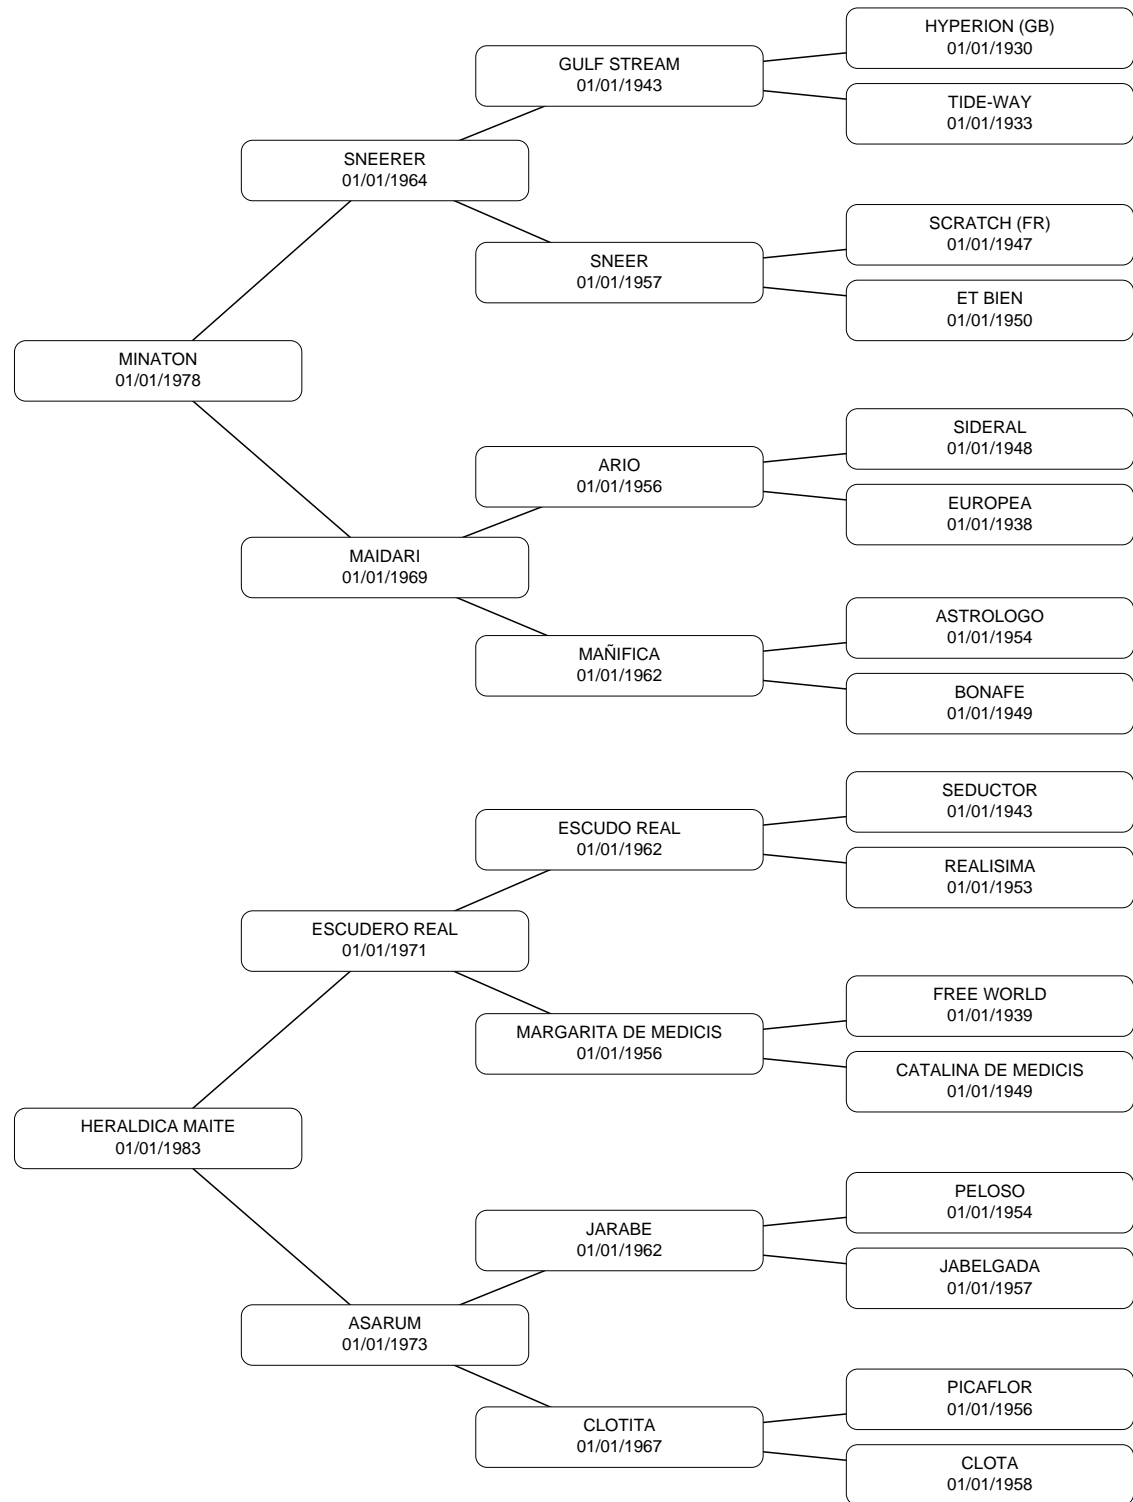 HYPERION (GB)
01/01/1930
GULF STREAM
01/01/1943
TIDE-WAY
01/01/1933
SNEERER
01/01/1964
SCRATCH (FR)
01/01/1947
SNEER
01/01/1957
ET BIEN
01/01/1950
MINATON
01/01/1978
SIDERAL
01/01/1948
ARIO
01/01/1956
EUROPEA
01/01/1938
MAIDARI
01/01/1969
ASTROLOGO
01/01/1954
MAÑIFICA
01/01/1962
BONAFE
01/01/1949
SEDUCTOR
01/01/1943
ESCUDO REAL
01/01/1962
REALISIMA
01/01/1953
ESCUDERO REAL
01/01/1971
FREE WORLD
01/01/1939
MARGARITA DE MEDICIS
01/01/1956
CATALINA DE MEDICIS
01/01/1949
HERALDICA MAITE
01/01/1983
PELOSO
01/01/1954
JARABE
01/01/1962
JABELGADA
01/01/1957
ASARUM
01/01/1973
PICAFLOR
01/01/1956
CLOTITA
01/01/1967
CLOTA
01/01/1958